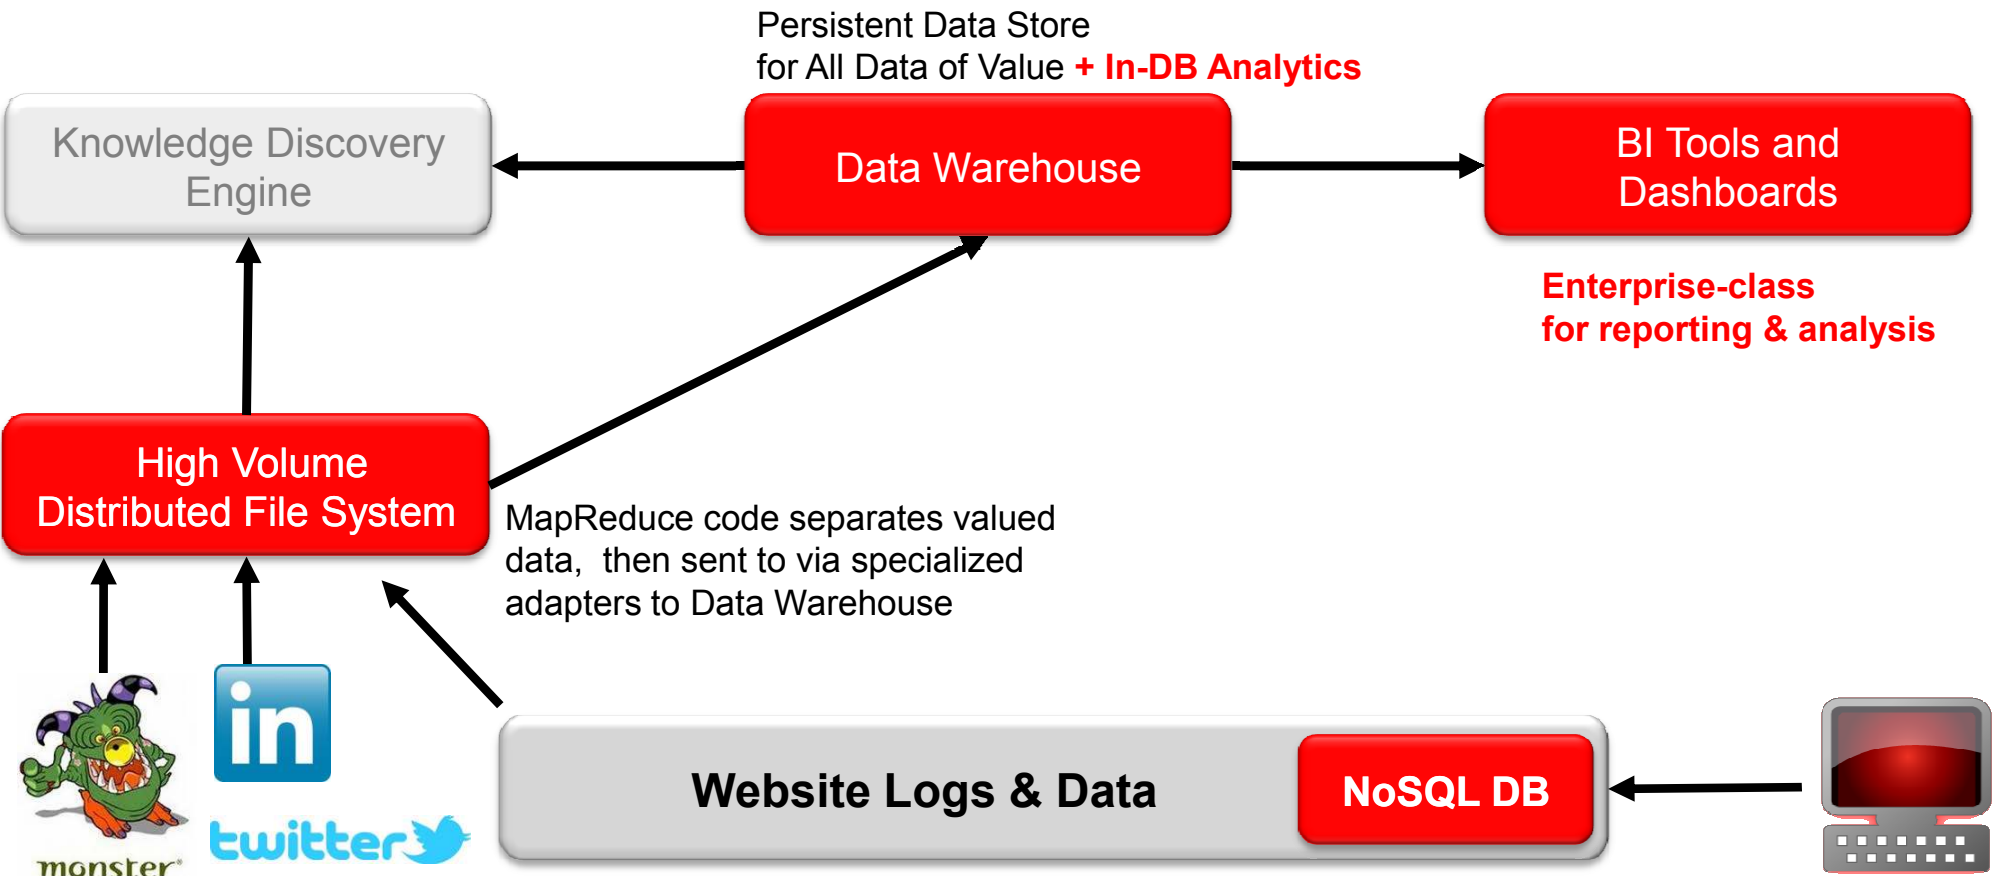 Persistent Data Store
for All Data of Value + In-DB Analytics
Knowledge Discovery
Engine
Data Warehouse
BI Tools and
Dashboards
Enterprise-class
for reporting & analysis
High Volume
Distributed File System
MapReduce code separates valued
data,  then sent to via specialized
adapters to Data Warehouse
in
twitter
monster®
Website Logs & Data
NoSQL DB